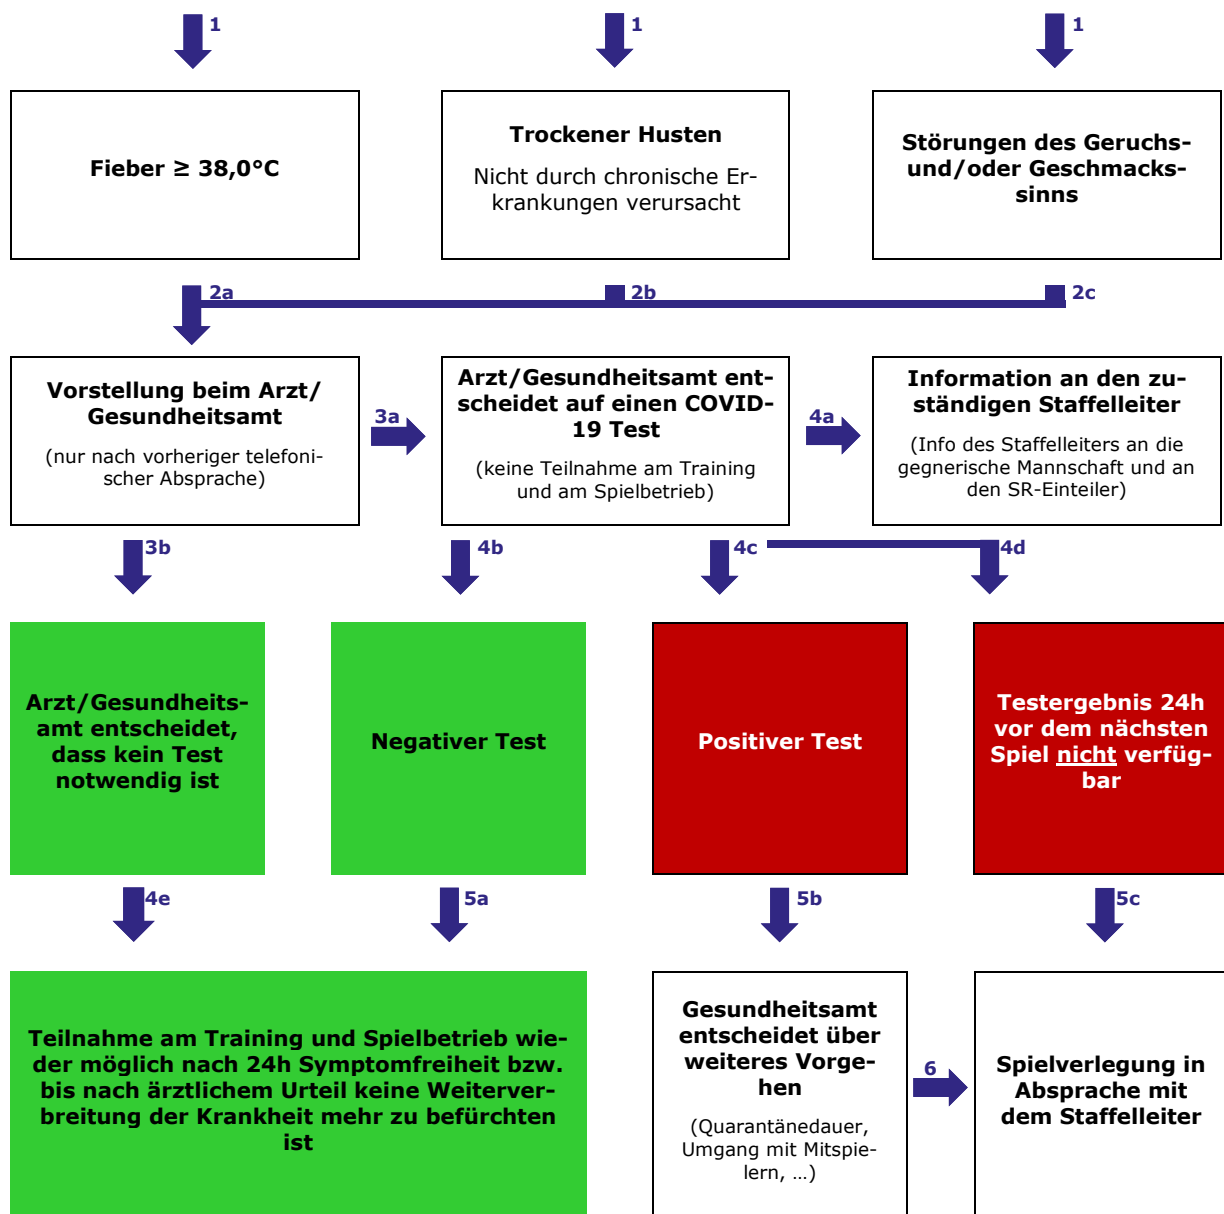 1
1
1
Fieber ≥ 38,0°C
Trockener Husten
Nicht durch chronische Er-
krankungen verursacht
Störungen des Geruchs-
und/oder Geschmacks-
sinns
2a
2b
2c
Vorstellung beim Arzt/
Gesundheitsamt
(nur nach vorheriger telefoni-
scher Absprache)
3a
Arzt/Gesundheitsamt ent-
scheidet auf einen COVID-
19 Test
(keine Teilnahme am Training
und am Spielbetrieb)
4a
Information an den zu-
ständigen Staffelleiter
(Info des Staffelleiters an die
gegnerische Mannschaft und an
den SR-Einteiler)
3b
4b
4c
4d
Arzt/Gesundheits-
amt entscheidet,
dass kein Test
notwendig ist
Negativer Test
Positiver Test
Testergebnis 24h
vor dem nächsten
Spiel nicht verfüg-
bar
4e
5a
5b
5c
Teilnahme am Training und Spielbetrieb wie-
der möglich nach 24h Symptomfreiheit bzw.
bis nach ärztlichem Urteil keine Weiterver-
breitung der Krankheit mehr zu befürchten
ist
Gesundheitsamt
entscheidet über
weiteres Vorge-
hen
(Quarantänedauer,
Umgang mit Mitspie-
lern, …)
6
Spielverlegung in
Absprache mit
dem Staffelleiter